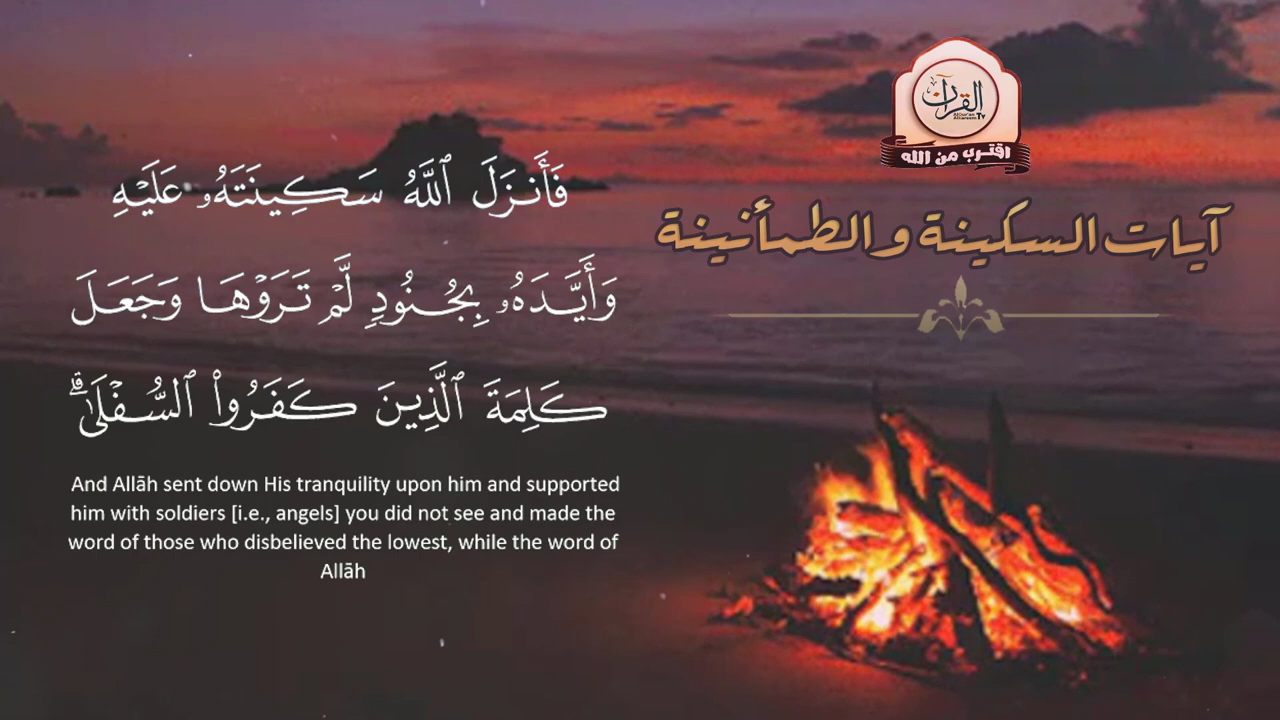 القرآن
Tv
اقترب من الله
آيات السكينة والطمأنينة
فَأَنزَلَ ٱللَّهُ سَكِينَتَهُۥ عَلَيْهِ
وَأَيَّدَهُۥ بِجُنُودٍ لَّمْ تَرَوْهَا وَجَعَلَ
كَلِمَةَ ٱلَّذِينَ كَفَرُوا۟ ٱلسُّفْلَىٰ ۗ
And Allāh sent down His tranquility upon him and supported
him with soldiers [i.e., angels] you did not see and made the
word of those who disbelieved the lowest, while the word of
Allāh